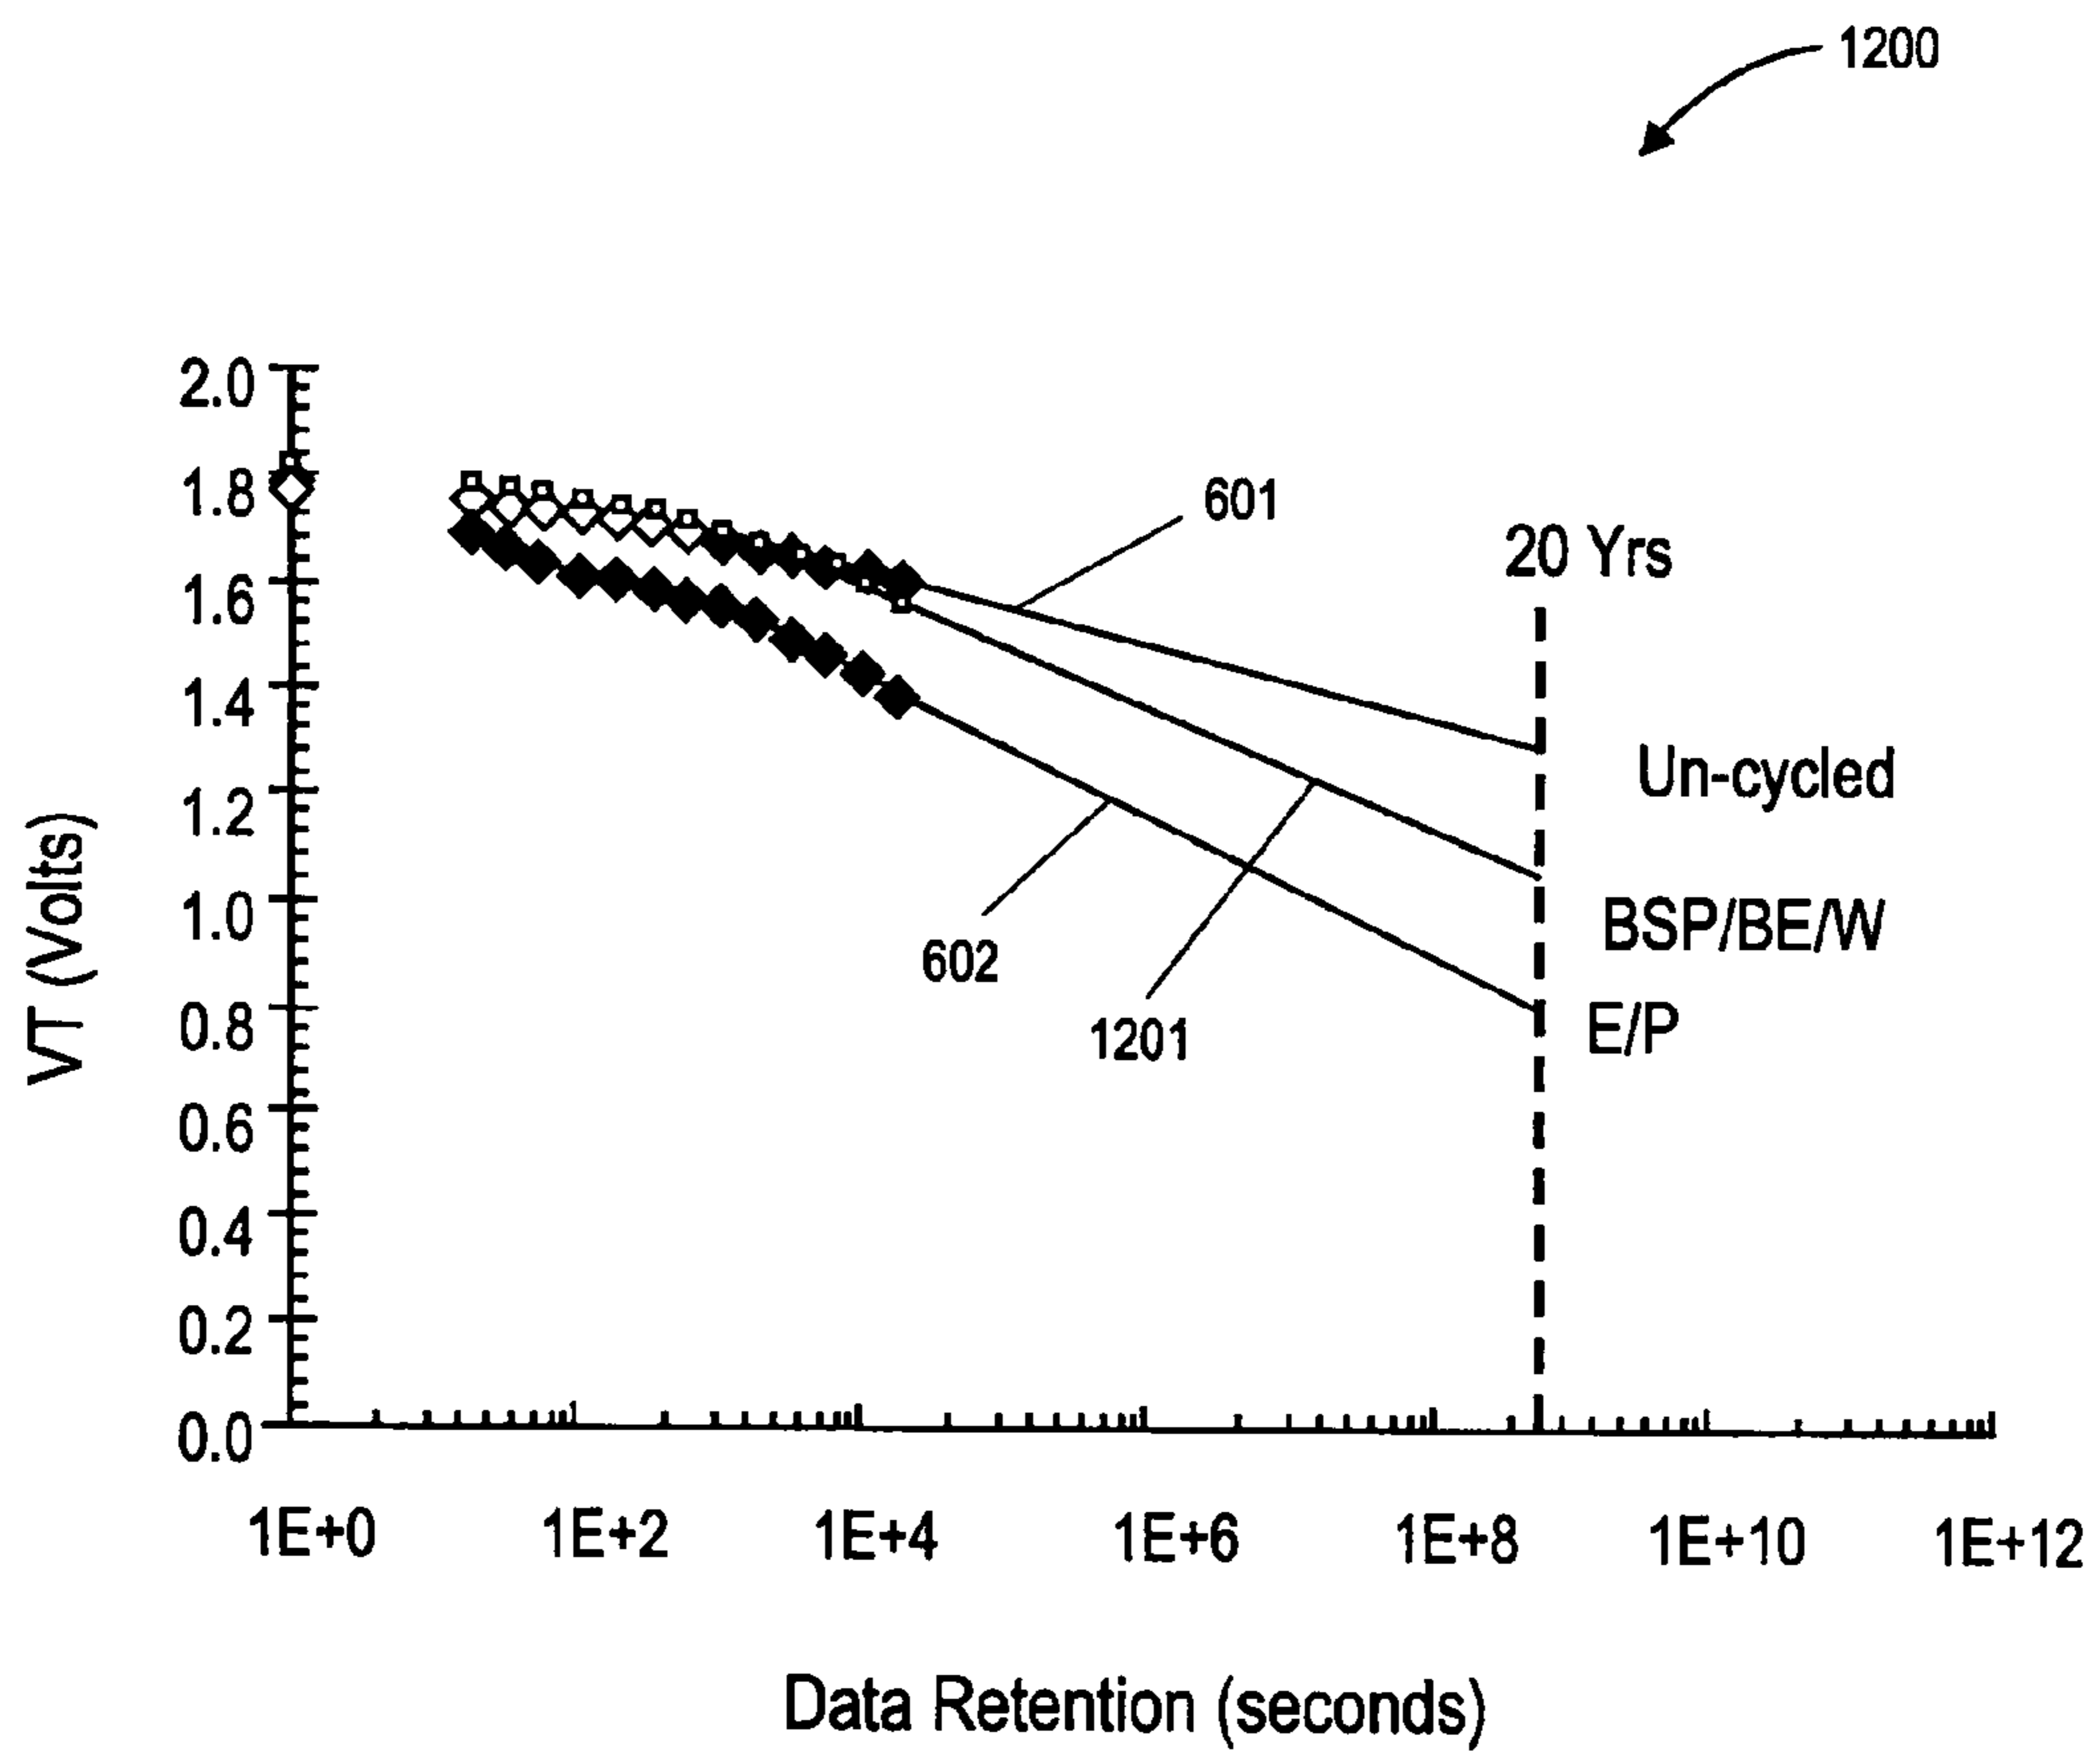 1200
2.0
1.8
1.6
1.4
1.2
1.0
0.8
0.6
0.4
0.2
0.0
VT (Volts)
601
20 Yrs
Un-cycled
BSP/BE/W
E/P
602
1201
1E+0 1E+2 1E+4 1E+6 1E+8 1E+10 1E+12
Data Retention (seconds)